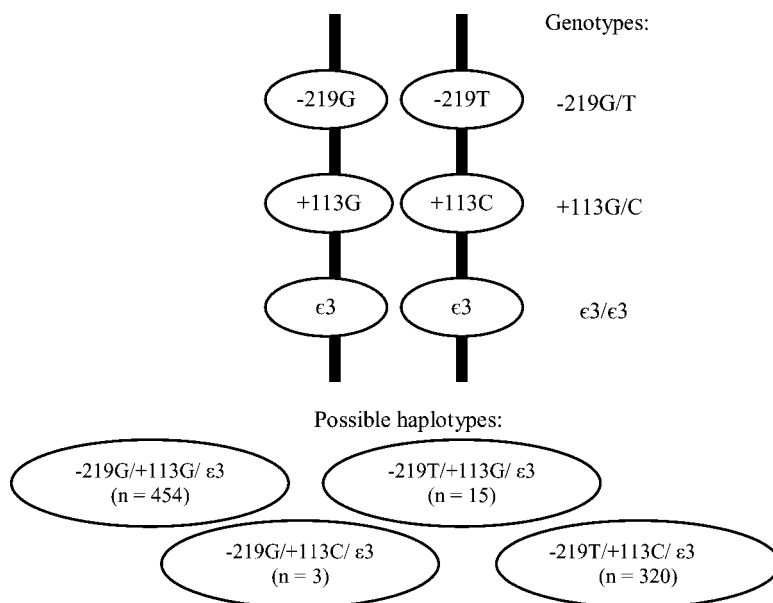 Genotypes:
-219G
-219T
-219G/T
+113G
+113C
+113G/C
ϵ3
ϵ3
ϵ3/ϵ3
Possible haplotypes:
-219G/+113G/ ε3
(n = 454)
-219T/+113G/ ε3
(n = 15)
-219G/+113C/ ε3
(n = 3)
-219T/+113C/ ε3
(n = 320)